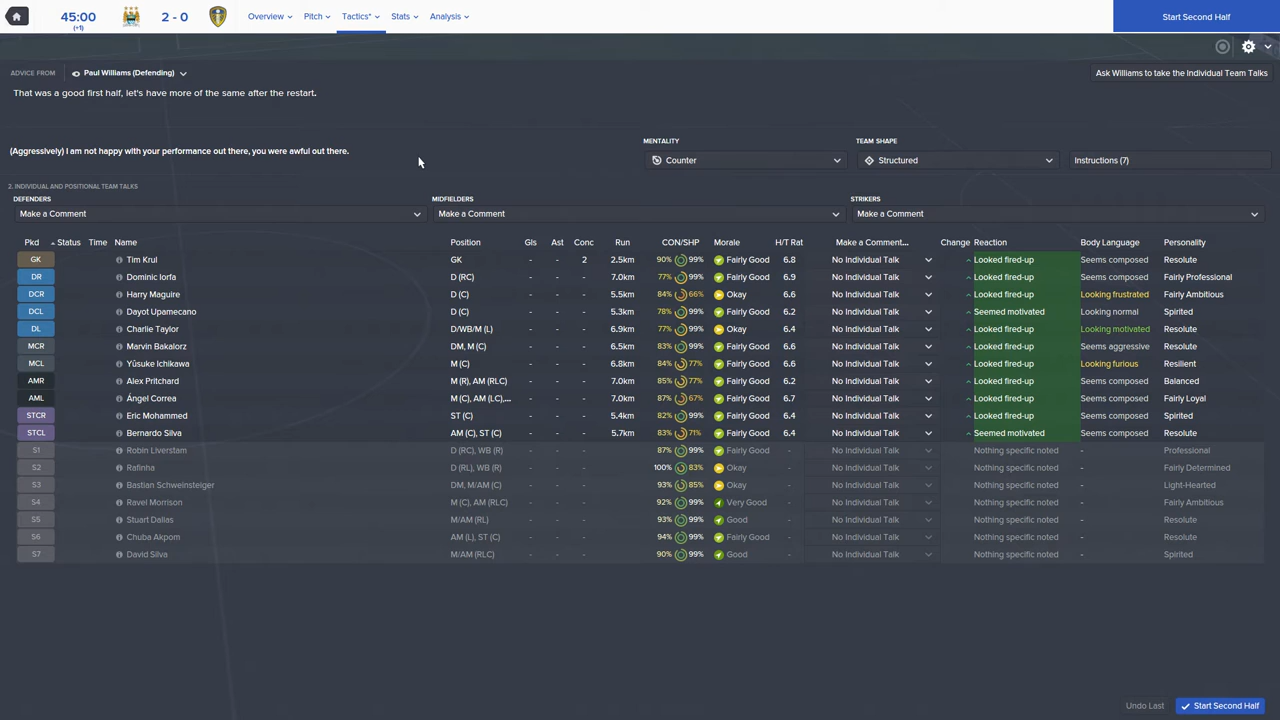 45:00 (+1) 2 - 0 Overview Pitch Tactics* Stats Analysis Start Second Half
ADVICE FROM Paul Williams (Defending) Ask Williams to take the Individual Team Talks
That was a good first half, let's have more of the same after the restart.
MENTALITY TEAM SHAPE
(Aggressively) I am not happy with your performance out there, you were awful out there. Counter Structured Instructions (7)
2. INDIVIDUAL AND POSITIONAL TEAM TALKS
DEFENDERS MIDFIELDERS STRIKERS
Make a Comment Make a Comment Make a Comment
Pkd Status Time Name Position Gls Ast Conc Run CON/SHP Morale H/T Rat Make a Comment... Change Reaction Body Language Personality
GK Tim Krul GK - - 2 2.5km 90% 99% Fairly Good 6.8 No Individual Talk Looked fired-up Seems composed Resolute
DR Dominic Iorfa D (RC) - - - 7.0km 77% 99% Fairly Good 6.9 No Individual Talk Looked fired-up Seems composed Fairly Professional
DCR Harry Maguire D (C) - - - 5.5km 84% 66% Okay 6.6 No Individual Talk Looked fired-up Looking frustrated Fairly Ambitious
DCL Dayot Upamecano D (C) - - - 5.3km 78% 99% Fairly Good 6.2 No Individual Talk Seemed motivated Looking normal Spirited
DL Charlie Taylor D/WB/M (L) - - - 6.9km 77% 99% Okay 6.4 No Individual Talk Looked fired-up Looking motivated Resolute
MCR Marvin Bakalorz DM, M (C) - - - 6.5km 83% 99% Fairly Good 6.6 No Individual Talk Looked fired-up Seems aggressive Resolute
MCL Yūsuke Ichikawa M (C) - - - 6.8km 84% 77% Fairly Good 6.6 No Individual Talk Looked fired-up Looking furious Resilient
AMR Alex Pritchard M (R), AM (RLC) - - - 7.0km 85% 77% Fairly Good 6.2 No Individual Talk Looked fired-up Seems composed Balanced
AML Ángel Correa M (C), AM (LC),... - - - 7.0km 87% 67% Fairly Good 6.7 No Individual Talk Looked fired-up Seems composed Fairly Loyal
STCR Eric Mohammed ST (C) - - - 5.4km 82% 99% Fairly Good 6.4 No Individual Talk Looked fired-up Seems composed Spirited
STCL Bernardo Silva AM (C), ST (C) - - - 5.7km 83% 71% Fairly Good 6.4 No Individual Talk Seemed motivated Seems composed Resolute
S1 Robin Liverstam D (RC), WB (R) - - - 87% 99% Fairly Good - No Individual Talk Nothing specific noted - Professional
S2 Rafinha D (RL), WB (R) - - - 100% 83% Okay - No Individual Talk Nothing specific noted - Fairly Determined
S3 Bastian Schweinsteiger DM, M/AM (C) - - - 93% 85% Okay - No Individual Talk Nothing specific noted - Light-Hearted
S4 Ravel Morrison M (C), AM (RLC) - - - 92% 99% Very Good - No Individual Talk Nothing specific noted - Fairly Ambitious
S5 Stuart Dallas M/AM (RL) - - - 93% 99% Good - No Individual Talk Nothing specific noted - Resolute
S6 Chuba Akpom AM (L), ST (C) - - - 94% 99% Fairly Good - No Individual Talk Nothing specific noted - Resolute
S7 David Silva M/AM (RLC) - - - 90% 99% Good - No Individual Talk Nothing specific noted - Spirited
Undo Last Start Second Half